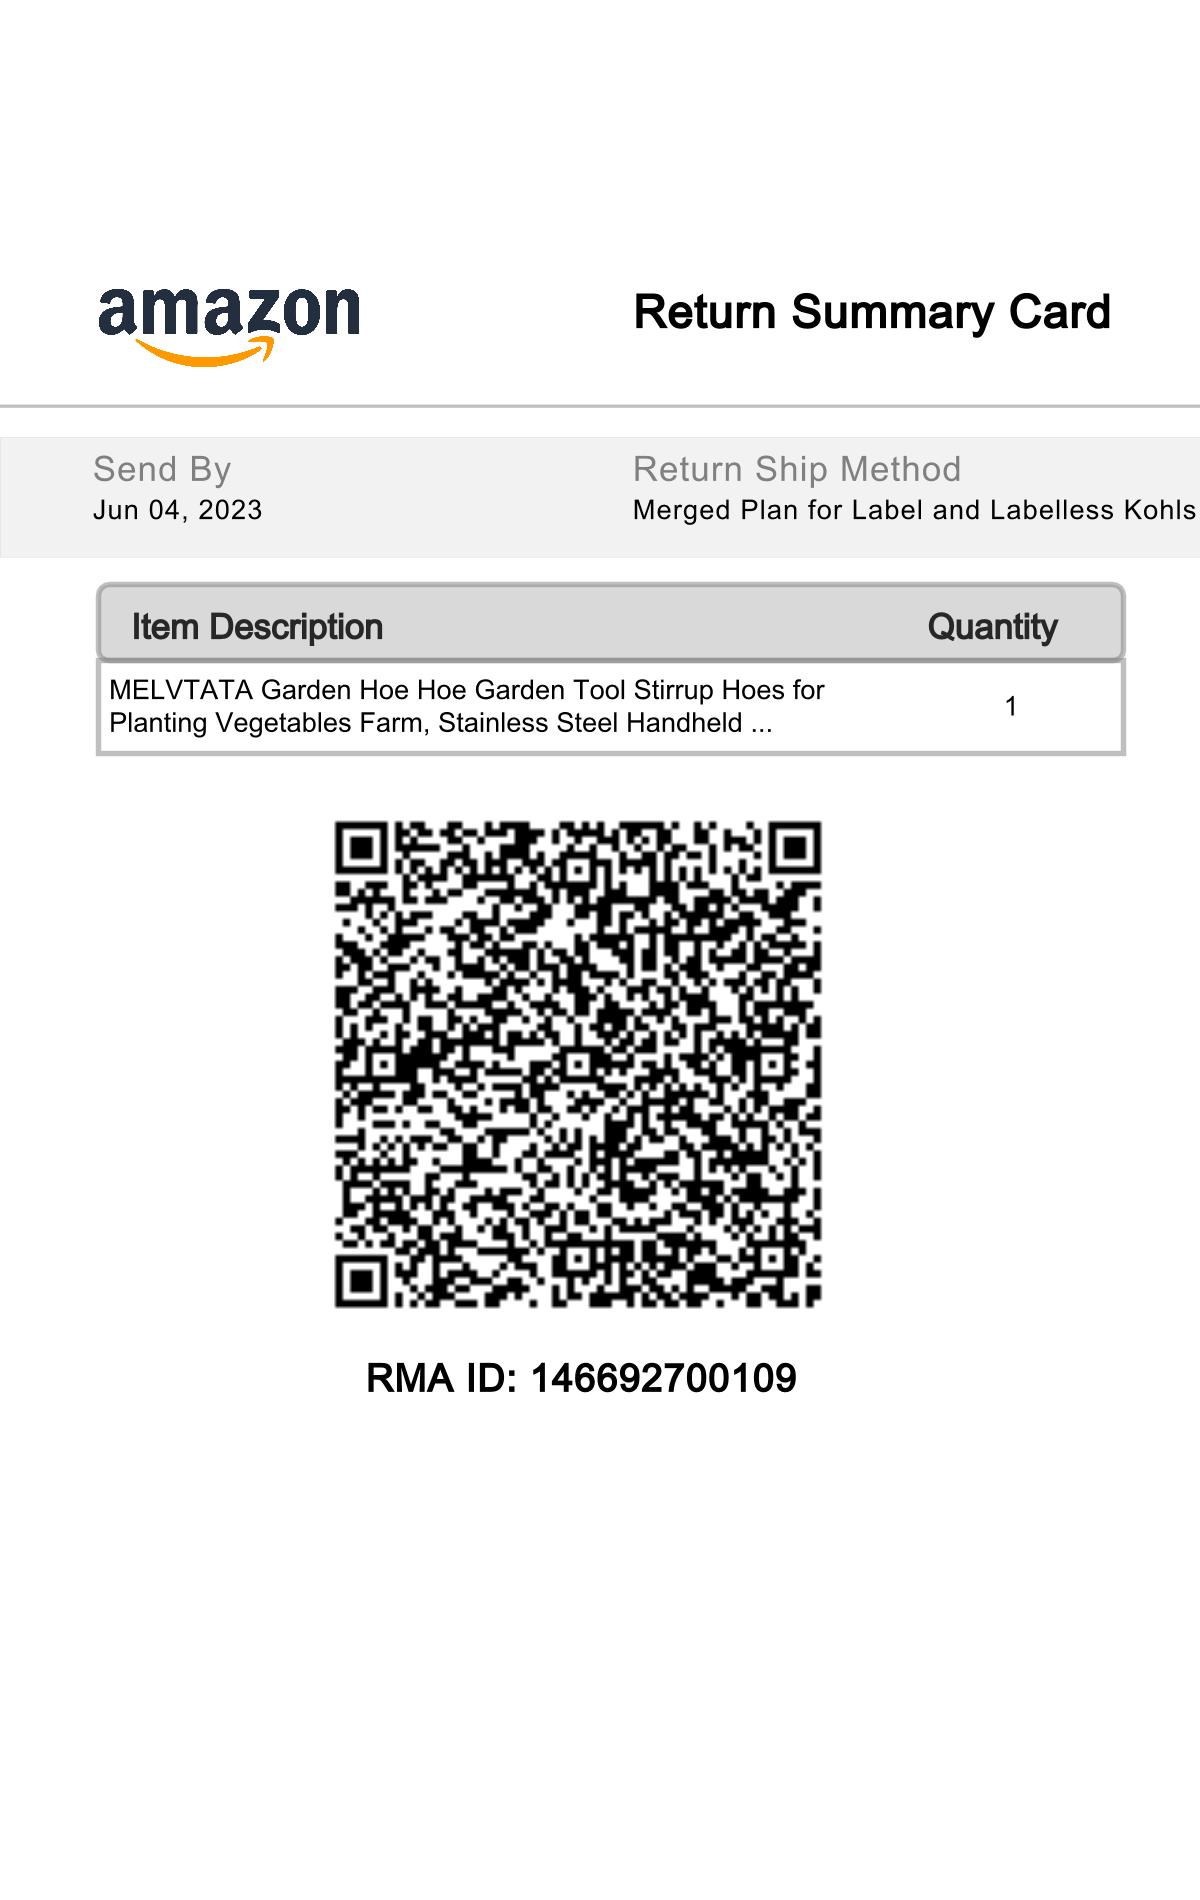 amazon
Return Summary Card
Send By
Return Ship Method
Jun 04, 2023
Merged Plan for Label and Labelless Kohls
Item Description
Quantity
MELVTATA Garden Hoe Hoe Garden Tool Stirrup Hoes for
Planting Vegetables Farm, Stainless Steel Handheld ...
1
RMA ID: 146692700109